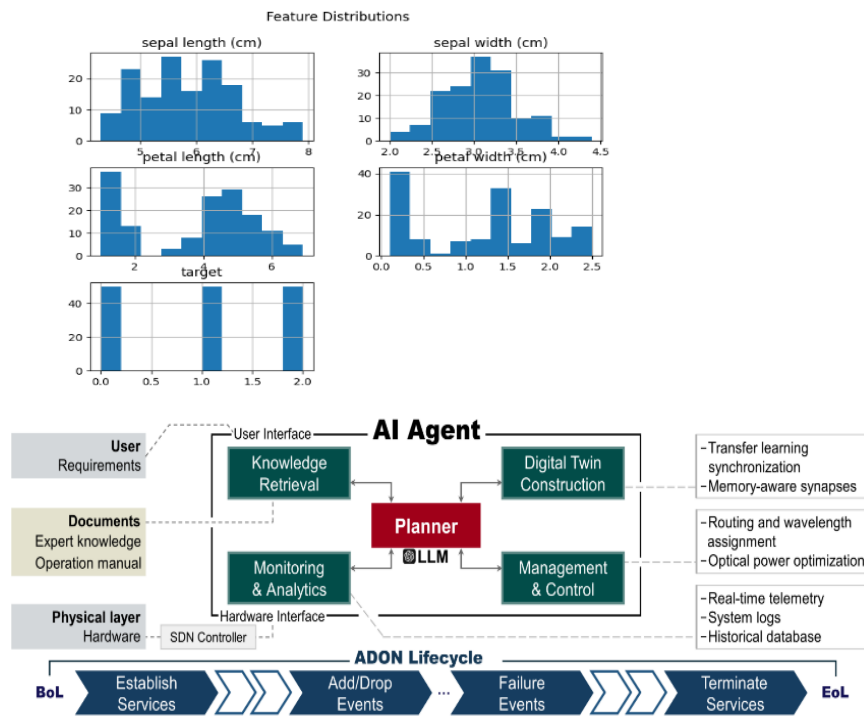 Feature Distributions
sepal length (cm)
sepal width (cm)
20
10
0
5
6
7
8
30
20
10
0
2.0
2.5
3.0
3.5
4.0
4.5
petal length (cm)
petal width (cm)
30
20
10
0
2
4
6
40
20
0
0.0
0.5
1.0
1.5
2.0
2.5
target
40
20
0
0.0
0.5
1.0
1.5
2.0
AI Agent
User Interface
User
Requirements
Documents
Expert knowledge
Operation manual
Physical layer
Hardware
SDN Controller
Hardware Interface
Knowledge
Retrieval
Digital Twin
Construction
Planner
LLM
Monitoring
& Analytics
Management
& Control
-Transfer learning
synchronization
-Memory-aware synapses
-Routing and wavelength
assignment
-Optical power optimization
-Real-time telemetry
-System logs
-Historical database
ADON Lifecycle
BoL
Establish
Services
Add/Drop
Events
...
Failure
Events
Terminate
Services
EoL